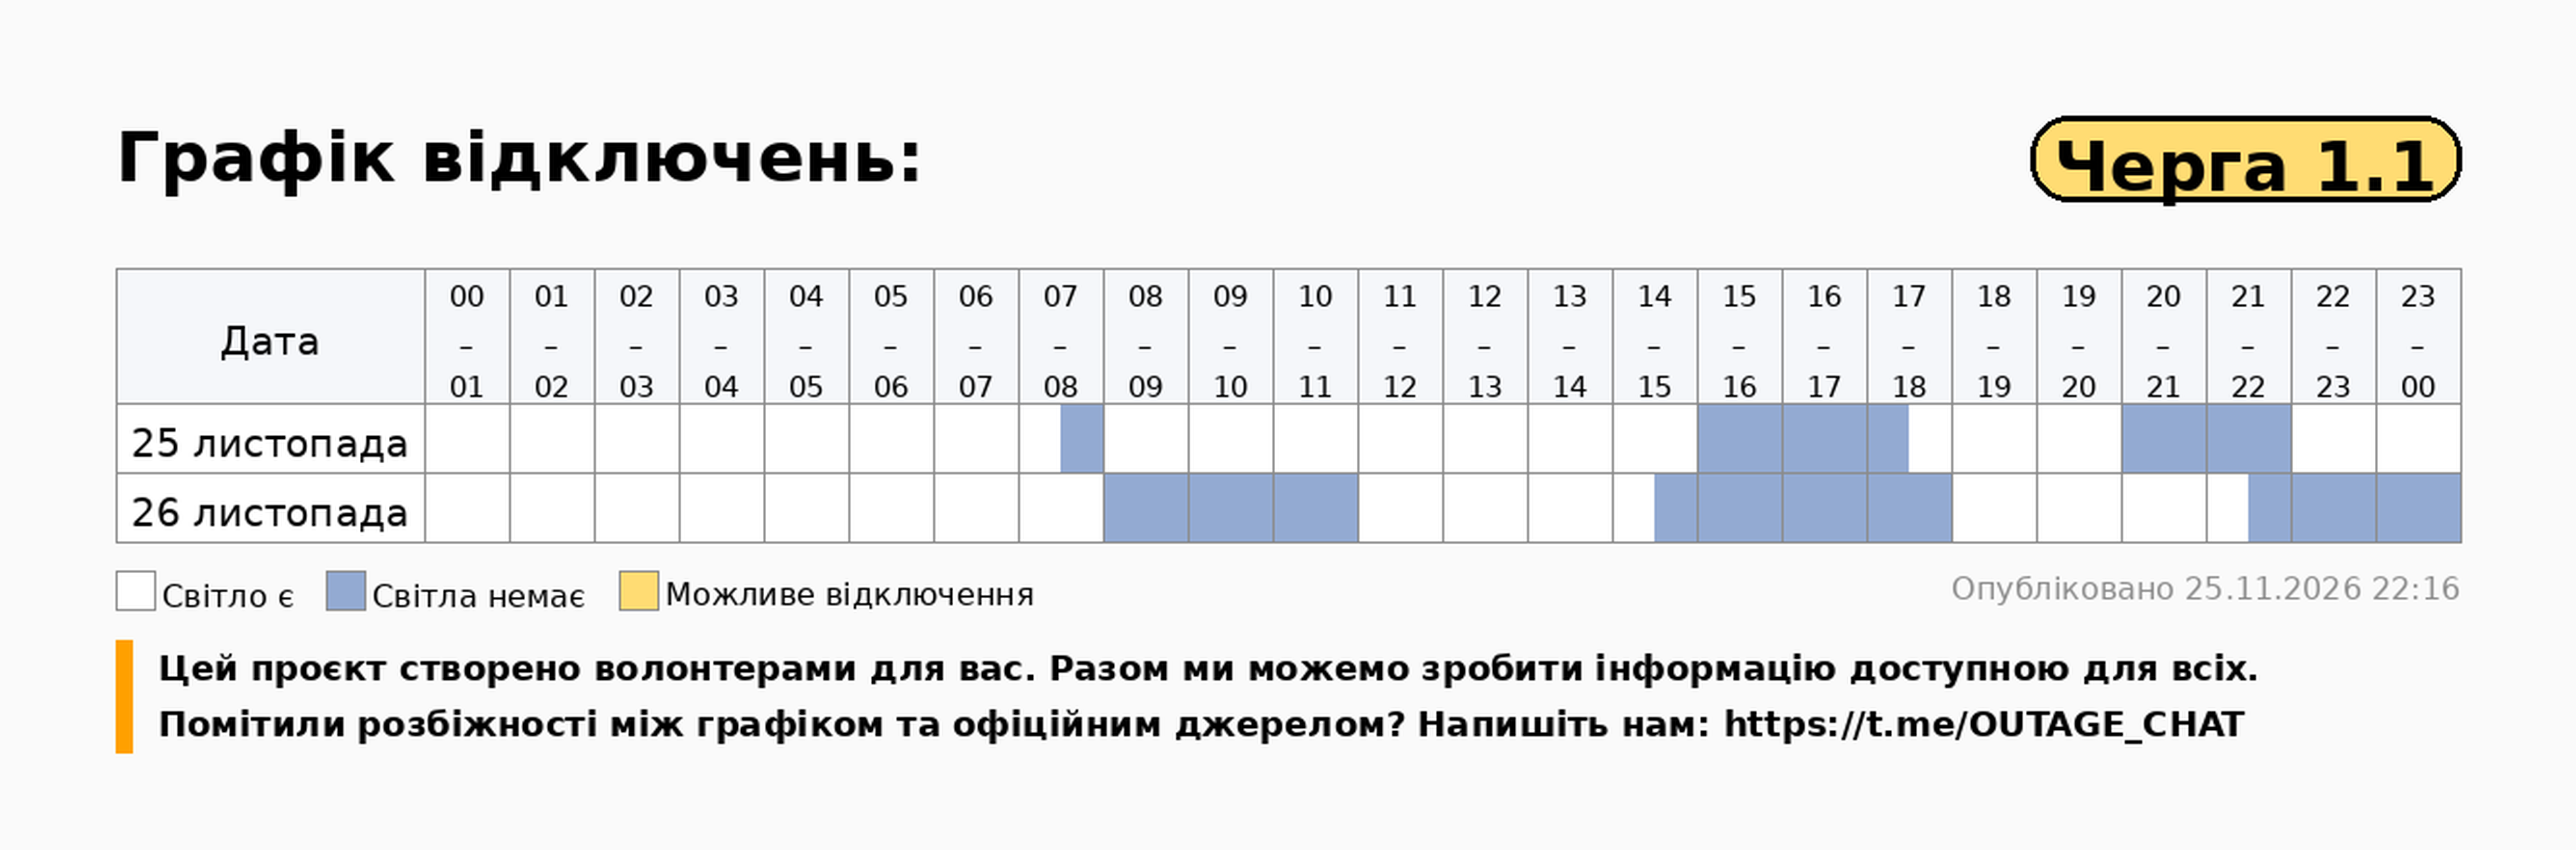 Графік відключень:
Черга 1.1
Дата 00 – 01 01 – 02 02 – 03 03 – 04 04 – 05 05 – 06 06 – 07 07 – 08 08 – 09 09 – 10 10 – 11 11 – 12 12 – 13 13 – 14 14 – 15 15 – 16 16 – 17 17 – 18 18 – 19 19 – 20 20 – 21 21 – 22 22 – 23 23 – 00
25 листопада
26 листопада
Світло є Світла немає Можливе відключення
Опубліковано 25.11.2026 22:16
Цей проєкт створено волонтерами для вас. Разом ми можемо зробити інформацію доступною для всіх.
Помітили розбіжності між графіком та офіційним джерелом? Напишіть нам: https://t.me/OUTAGE_CHAT